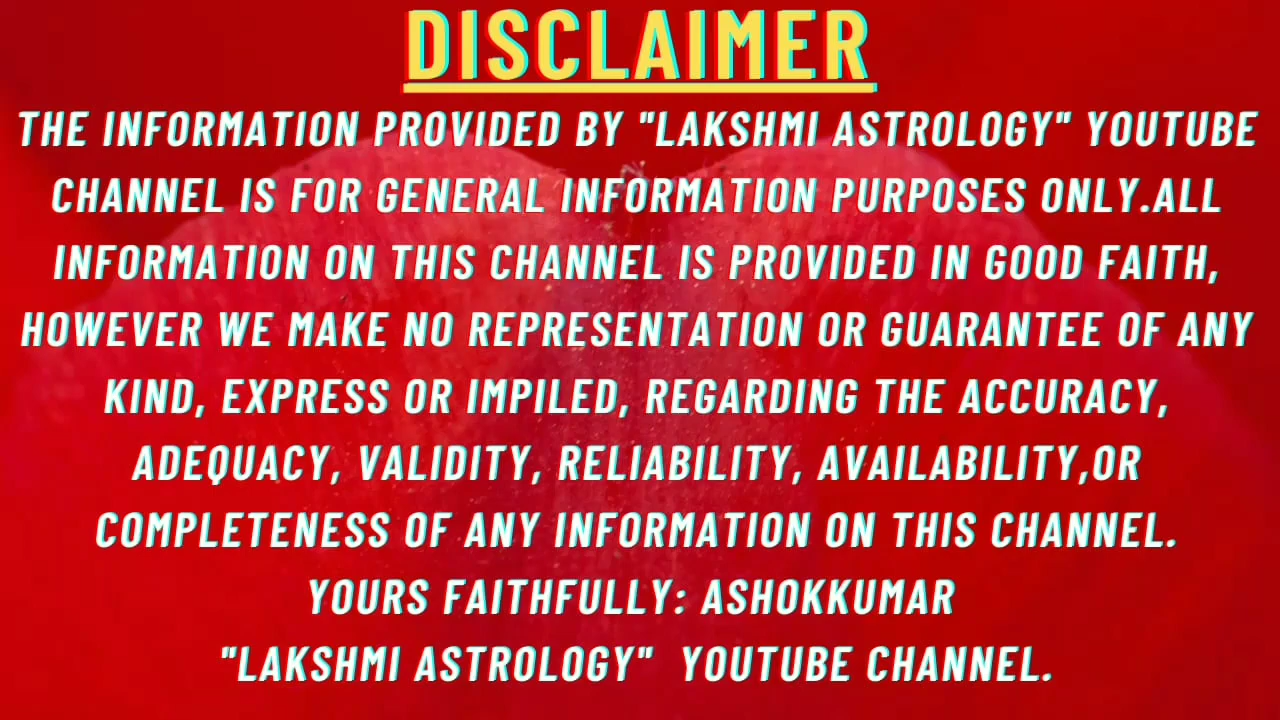 DISCLAIMER
THE INFORMATION PROVIDED BY "LAKSHMI ASTROLOGY" YOUTUBE
CHANNEL IS FOR GENERAL INFORMATION PURPOSES ONLY.ALL
INFORMATION ON THIS CHANNEL IS PROVIDED IN GOOD FAITH,
HOWEVER WE MAKE NO REPRESENTATION OR GUARANTEE OF ANY
KIND, EXPRESS OR IMPILED, REGARDING THE ACCURACY,
ADEQUACY, VALIDITY, RELIABILITY, AVAILABILITY,OR
COMPLETENESS OF ANY INFORMATION ON THIS CHANNEL.
YOURS FAITHFULLY: ASHOKKUMAR
"LAKSHMI ASTROLOGY" YOUTUBE CHANNEL.